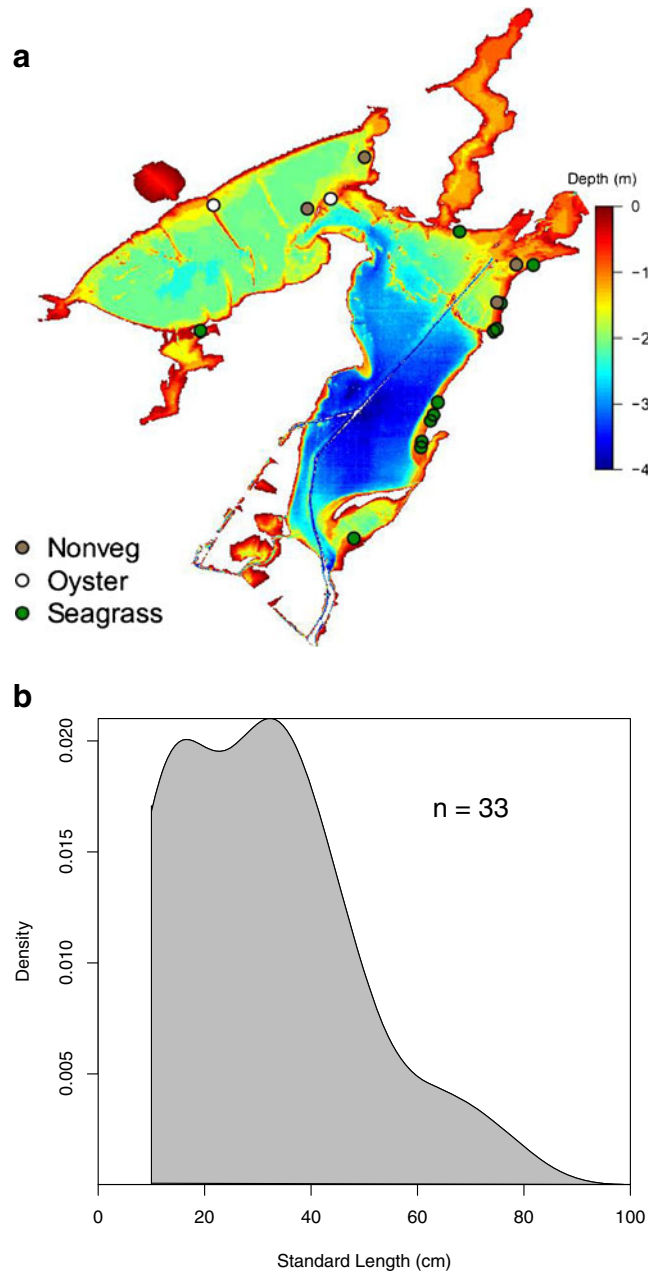 a
Depth (m)
0
−1
−2
−3
−4
Nonveg
Oyster
Seagrass
b
0.020
0.015
0.010
0.005
Density
n = 33
0 20 40 60 80 100
Standard Length (cm)